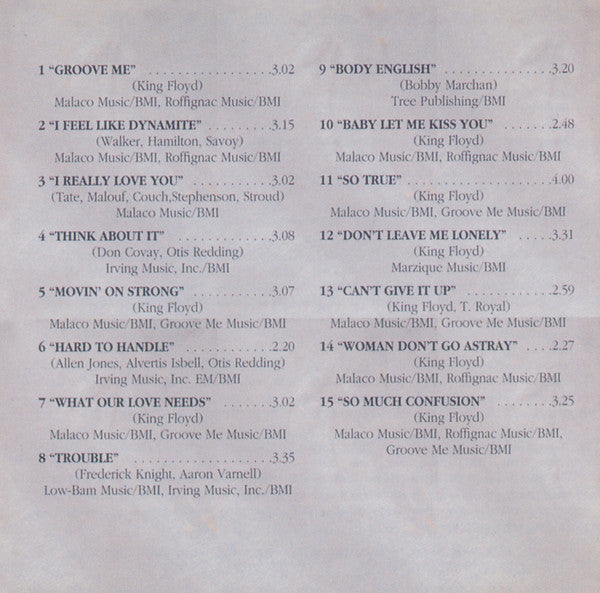 1 "GROOVE ME" . . . . . . . . . . . . . . . . .3.02
(King Floyd)
Malaco Music/BMI, Roffignac Music/BMI
2 "I FEEL LIKE DYNAMITE" . . . . . . . . .3.15
(Walker, Hamilton, Savoy)
Malaco Music/BMI, Roffignac Music/BMI
3 "I REALLY LOVE YOU" . . . . . . . . . . . .3.02
(Tate, Malouf, Couch,Stephenson, Stroud)
Malaco Music/BMI
4 "THINK ABOUT IT" . . . . . . . . . . . . .3.08
(Don Covay, Otis Redding)
Irving Music, Inc./BMI
5 "MOVIN' ON STRONG" . . . . . . . . . . .3.07
(King Floyd)
Malaco Music/BMI, Groove Me Music/BMI
6 "HARD TO HANDLE" . . . . . . . . . . . .2.20
(Allen Jones, Alvertis Isbell, Otis Redding)
Irving Music, Inc. EM/BMI
7 "WHAT OUR LOVE NEEDS" . . . . . . .3.02
(King Floyd)
Malaco Music/BMI, Groove Me Music/BMI
8 "TROUBLE" . . . . . . . . . . . . . . . . . . .3.35
(Frederick Knight, Aaron Varnell)
Low-Bam Music/BMI, Irving Music, Inc./BMI
9 "BODY ENGLISH" . . . . . . . . . . . . . . .3.20
(Bobby Marchan)
Tree Publishing/BMI
10 "BABY LET ME KISS YOU" . . . . . . .2.48
(King Floyd)
Malaco Music/BMI, Roffignac Music/BMI
11 "SO TRUE" . . . . . . . . . . . . . . . . . . .4.00
(King Floyd)
Malaco Music/BMI, Groove Me Music/BMI
12 "DON'T LEAVE ME LONELY" . . . . . .3.31
(King Floyd)
Marzique Music/BMI
13 "CAN'T GIVE IT UP" . . . . . . . . . . . .2.59
(King Floyd, T. Royal)
Malaco Music/BMI, Groove Me Music/BMI
14 "WOMAN DON'T GO ASTRAY" . . . .2.27
(King Floyd)
Malaco Music/BMI, Roffignac Music/BMI
15 "SO MUCH CONFUSION" . . . . . . . .3.25
(King Floyd)
Malaco Music/BMI, Roffignac Music/BMI,
Groove Me Music/BMI